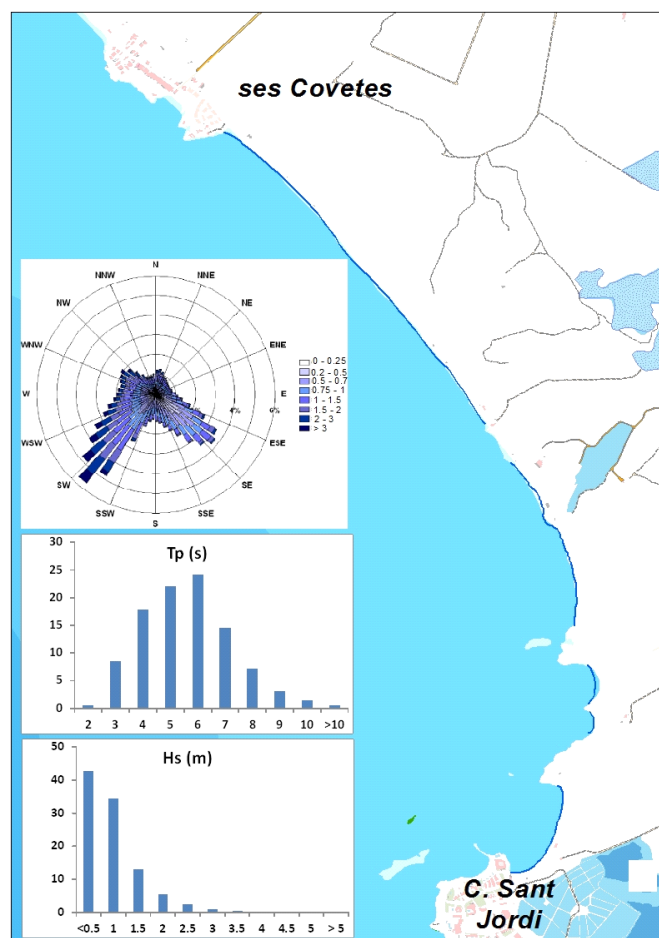 ses Covetes
N
NNW
NNE
NW
NE
WNW
ENE
W
E
WSW
ESE
SW
SE
SSW
SSE
S
4%
6%
0 - 0.25
0.2 - 0.5
0.5 - 0.7
0.75 - 1
1 - 1.5
1.5 - 2
2 - 3
> 3
Tp (s)
30
25
20
15
10
5
0
2 3 4 5 6 7 8 9 10 >10
Hs (m)
50
40
30
20
10
0
<0.5 1 1.5 2 2.5 3 3.5 4 4.5 5 > 5
C. Sant
Jordi